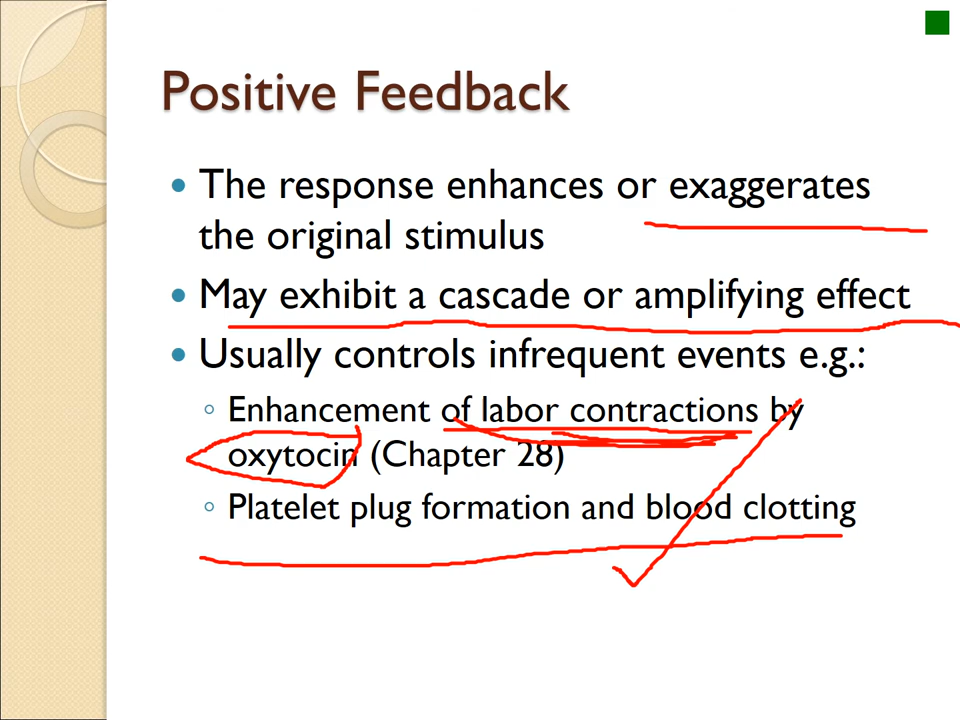 Positive Feedback
• The response enhances or exaggerates
the original stimulus
• May exhibit a cascade or amplifying effect
• Usually controls infrequent events e.g.:
◦ Enhancement of labor contractions by
oxytocin (Chapter 28)
◦ Platelet plug formation and blood clotting